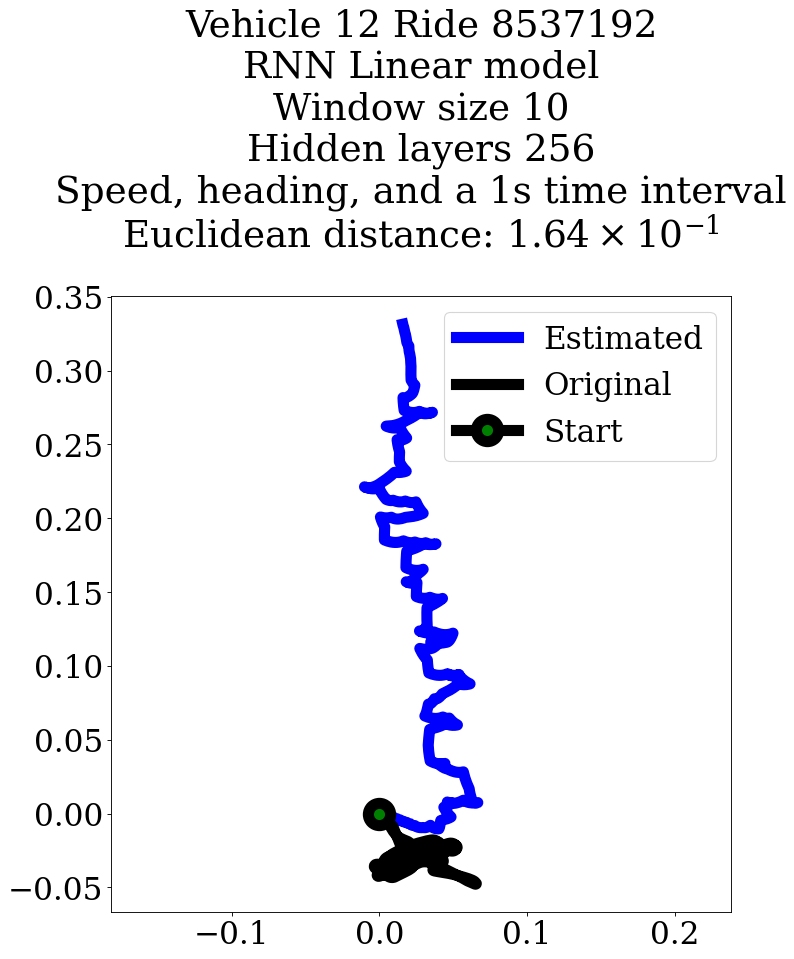 Vehicle 12 Ride 8537192
RNN Linear model
Window size 10
Hidden layers 256
Speed, heading, and a 1s time interval
Euclidean distance: 1.64 × 10⁻¹
0.35
0.30
0.25
0.20
0.15
0.10
0.05
0.00
−0.05
Estimated
Original
Start
−0.1
0.0
0.1
0.2